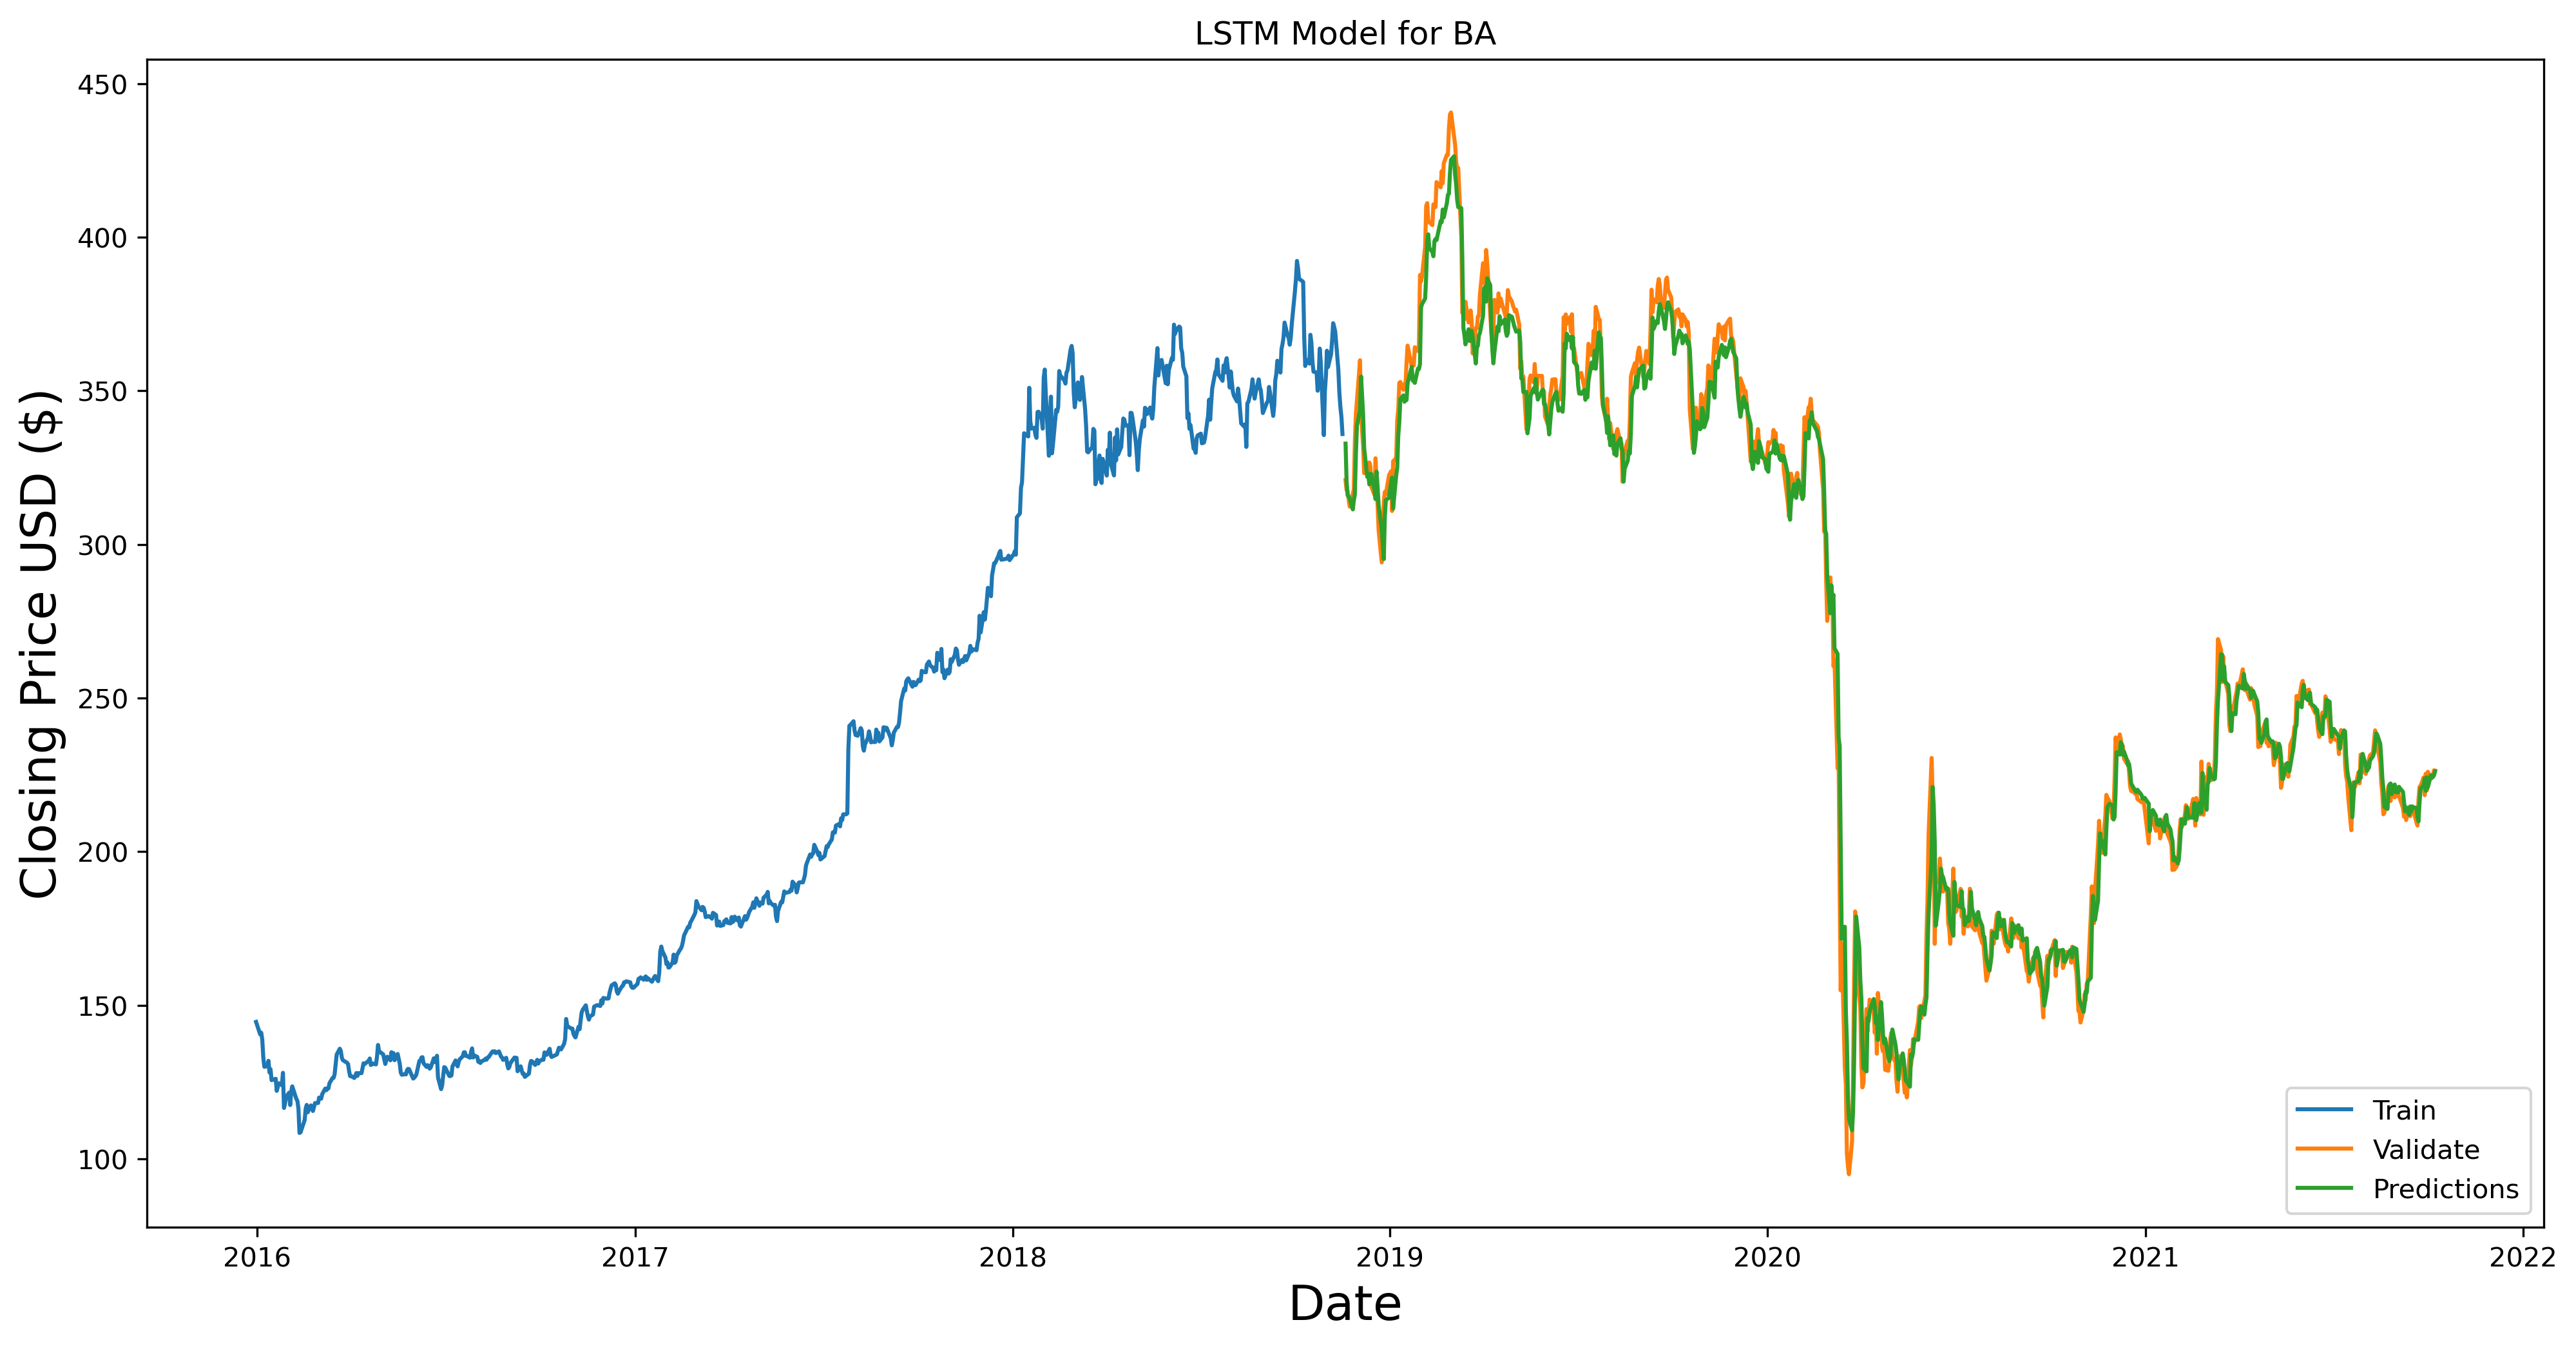 LSTM Model for BA
Closing Price USD ($)
450
400
350
300
250
200
150
100
2016
2017
2018
2019
2020
2021
2022
Date
Train
Validate
Predictions